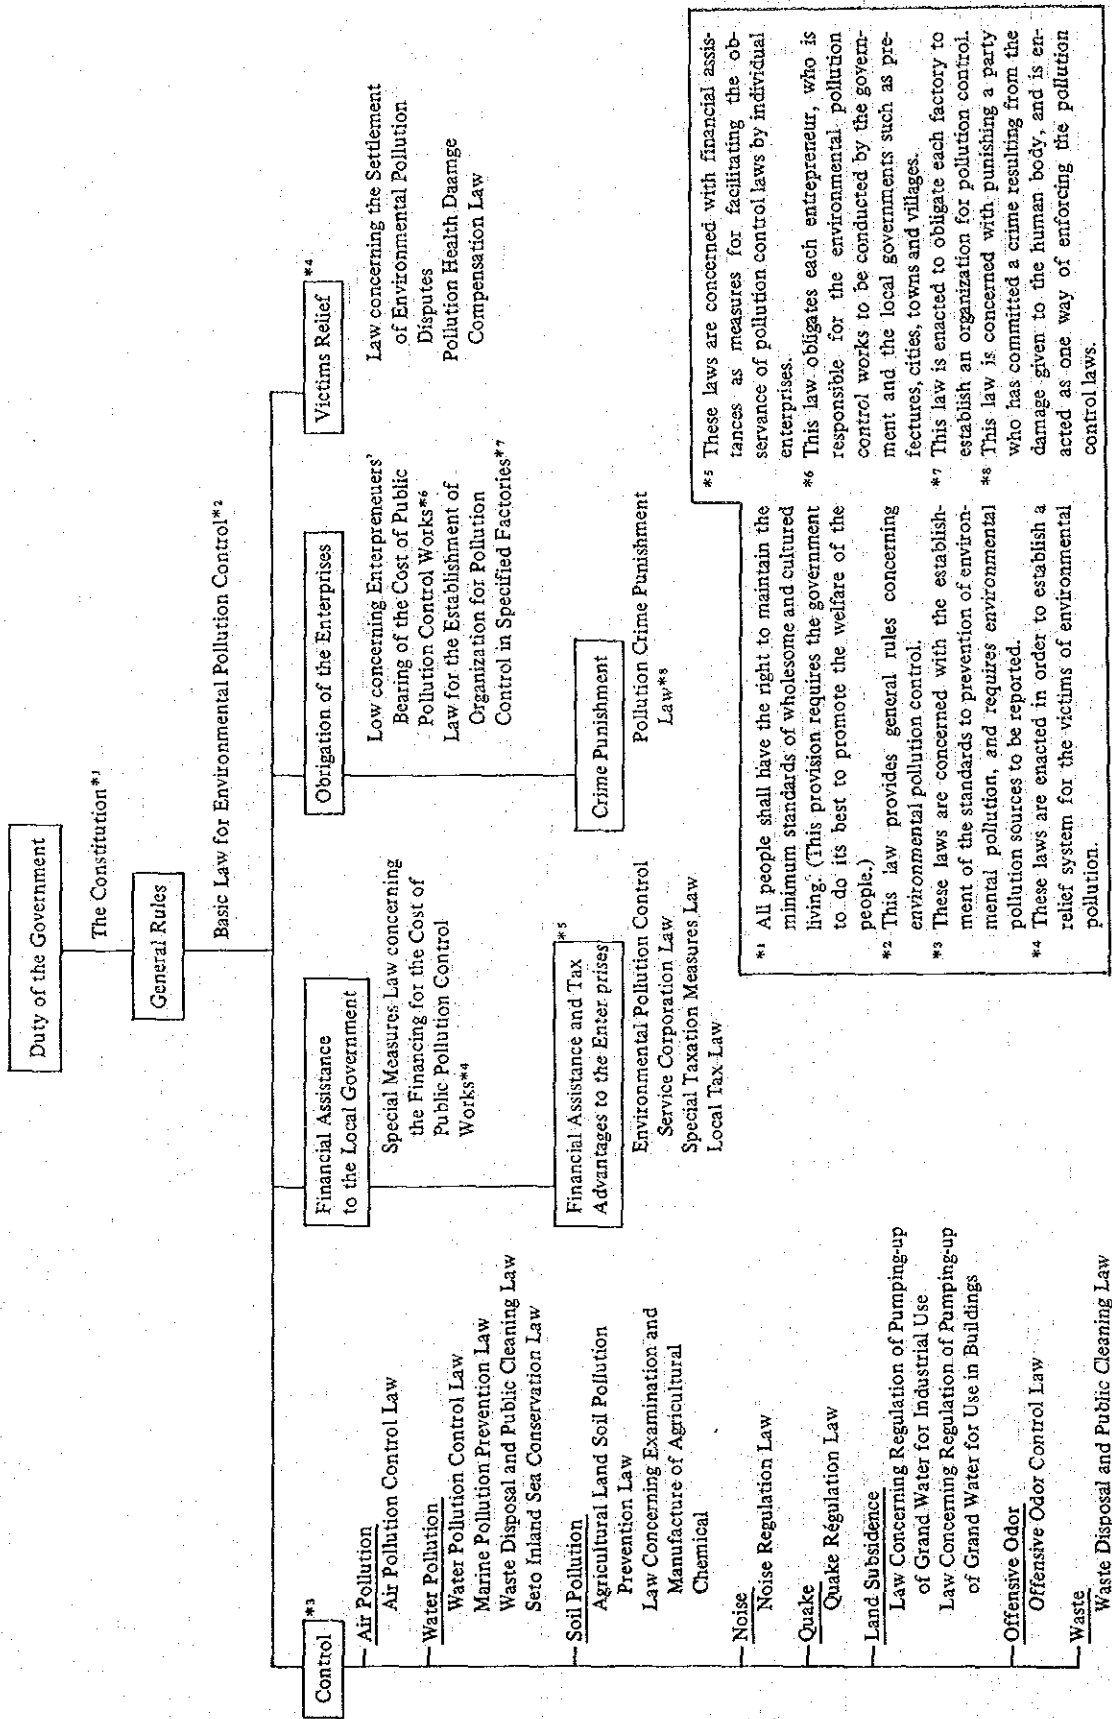 Duty of the Government
The Constitution*1
General Rules
Basic Law for Environmental Pollution Control*2
Control *3
Air Pollution
Air Pollution Control Law
Water Pollution
Water Pollution Control Law
Marine Pollution Prevention Law
Waste Disposal and Public Cleaning Law
Seto Inland Sea Conservation Law
Soil Pollution
Agricultural Land Soil Pollution
Prevention Law
Law Concerning Examination and
Manufacture of Agricultural
Chemical
Noise
Noise Regulation Law
Quake
Quake Régulation Law
Land Subsidence
Law Concerning Regulation of Pumping-up
of Grand Water for Industrial Use
Law Concerning Regulation of Pumping-up
of Grand Water for Use in Buildings
Offensive Odor
Offensive Odor Control Law
Waste
Waste Disposal and Public Cleaning Law
Financial Assistance
to the Local Government
Special Measures Law concerning
the Financing for the Cost of
Public Pollution Control
Works*4
Financial Assistance and Tax
Advantages to the Enter prises *5
Environmental Pollution Control
Service Corporation Law
Special Taxation Measures Law
Local Tax Law
Obrigation of the Enterprises
Low concerning Enterpreneuers'
Bearing of the Cost of Public
Pollution Control Works*6
Law for the Establishment of
Organization for Pollution
Control in Specified Factories*7
Crime Punishment
Pollution Crime Punishment
Law*8
Victims Relief *4
Law concerning the Settlement
of Environmental Pollution
Disputes
Pollution Health Daamge
Compensation Law
*1 All people shall have the right to maintain the
minimum standards of wholesome and cultured
living. (This provision requires the government
to do its best to promote the welfare of the
people.)
*2 This law provides general rules concerning
environmental pollution control.
*3 These laws are concerned with the establish-
ment of the standards to prevention of environ-
mental pollution, and requires environmental
pollution sources to be reported.
*4 These laws are enacted in order to establish a
relief system for the victims of environmental
pollution.
*5 These laws are concerned with financial assis-
tances as measures for facilitating the ob-
servance of pollution control laws by individual
enterprises.
*6 This law obligates each entrepreneur, who is
responsible for the environmental pollution
control works to be conducted by the govern-
ment and the local governments such as pre-
fectures, cities, towns and villages.
*7 This law is enacted to obligate each factory to
establish an organization for pollution control.
*8 This law is concerned with punishing a party
who has committed a crime resulting from the
damage given to the human body, and is en-
acted as one way of enforcing the pollution
control laws.